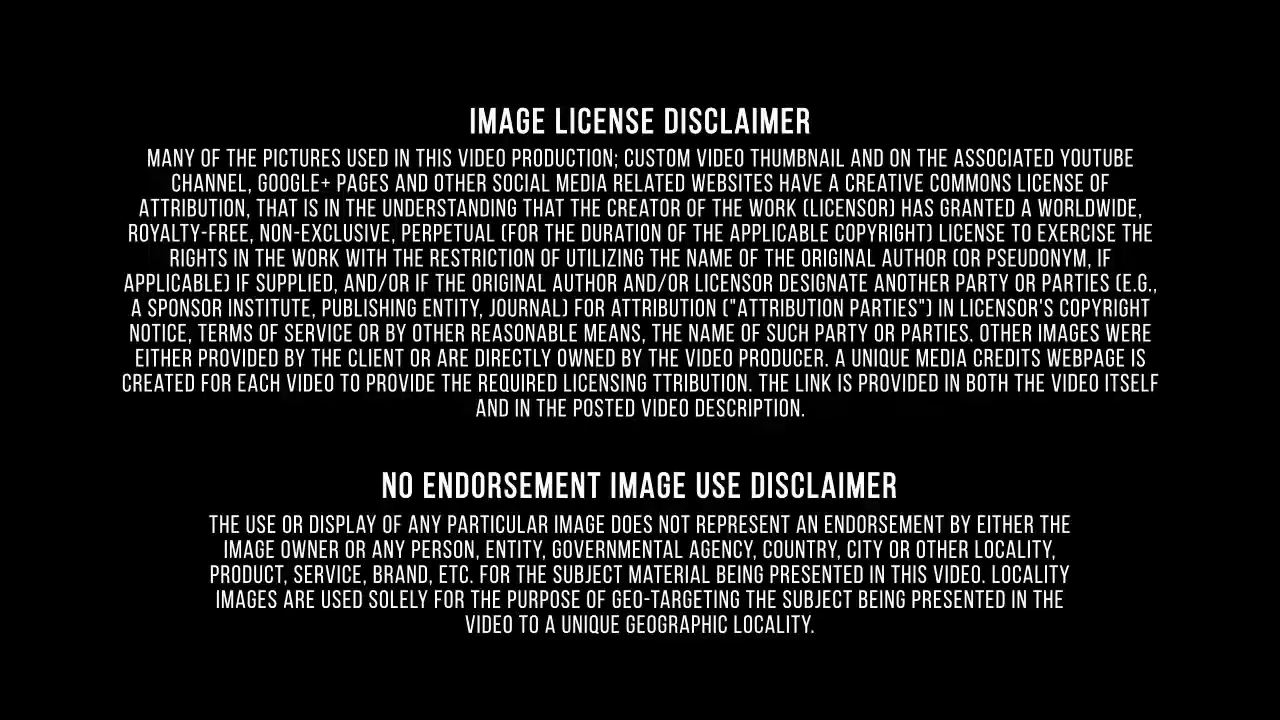 IMAGE LICENSE DISCLAIMER
MANY OF THE PICTURES USED IN THIS VIDEO PRODUCTION; CUSTOM VIDEO THUMBNAIL AND ON THE ASSOCIATED YOUTUBE
CHANNEL, GOOGLE+ PAGES AND OTHER SOCIAL MEDIA RELATED WEBSITES HAVE A CREATIVE COMMONS LICENSE OF
ATTRIBUTION, THAT IS IN THE UNDERSTANDING THAT THE CREATOR OF THE WORK (LICENSOR) HAS GRANTED A WORLDWIDE,
ROYALTY-FREE, NON-EXCLUSIVE, PERPETUAL (FOR THE DURATION OF THE APPLICABLE COPYRIGHT) LICENSE TO EXERCISE THE
RIGHTS IN THE WORK WITH THE RESTRICTION OF UTILIZING THE NAME OF THE ORIGINAL AUTHOR (OR PSEUDONYM, IF
APPLICABLE) IF SUPPLIED, AND/OR IF THE ORIGINAL AUTHOR AND/OR LICENSOR DESIGNATE ANOTHER PARTY OR PARTIES (E.G.,
A SPONSOR INSTITUTE, PUBLISHING ENTITY, JOURNAL) FOR ATTRIBUTION ("ATTRIBUTION PARTIES") IN LICENSOR'S COPYRIGHT
NOTICE, TERMS OF SERVICE OR BY OTHER REASONABLE MEANS, THE NAME OF SUCH PARTY OR PARTIES. OTHER IMAGES WERE
EITHER PROVIDED BY THE CLIENT OR ARE DIRECTLY OWNED BY THE VIDEO PRODUCER. A UNIQUE MEDIA CREDITS WEBPAGE IS
CREATED FOR EACH VIDEO TO PROVIDE THE REQUIRED LICENSING TTRIBUTION. THE LINK IS PROVIDED IN BOTH THE VIDEO ITSELF
AND IN THE POSTED VIDEO DESCRIPTION.
NO ENDORSEMENT IMAGE USE DISCLAIMER
THE USE OR DISPLAY OF ANY PARTICULAR IMAGE DOES NOT REPRESENT AN ENDORSEMENT BY EITHER THE
IMAGE OWNER OR ANY PERSON, ENTITY, GOVERNMENTAL AGENCY, COUNTRY, CITY OR OTHER LOCALITY,
PRODUCT, SERVICE, BRAND, ETC. FOR THE SUBJECT MATERIAL BEING PRESENTED IN THIS VIDEO. LOCALITY
IMAGES ARE USED SOLELY FOR THE PURPOSE OF GEO-TARGETING THE SUBJECT BEING PRESENTED IN THE
VIDEO TO A UNIQUE GEOGRAPHIC LOCALITY.